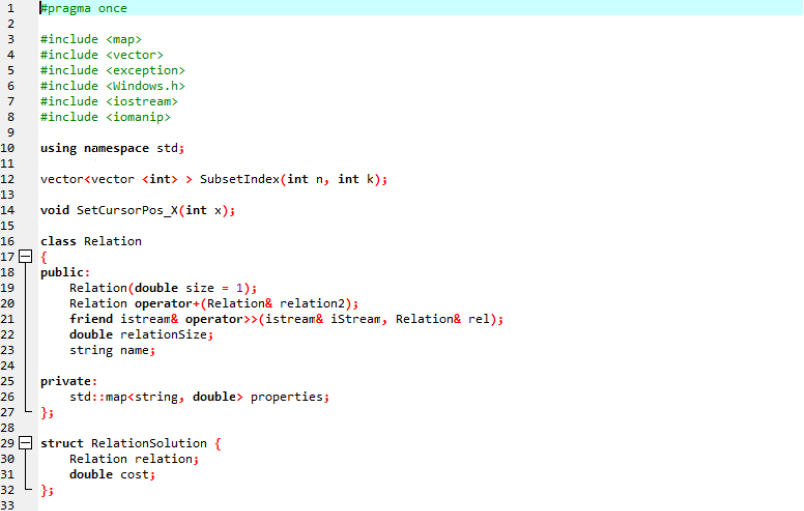 1 #pragma once
2
3 #include <map>
4 #include <vector>
5 #include <exception>
6 #include <Windows.h>
7 #include <iostream>
8 #include <iomanip>
9
10 using namespace std;
11
12 vector<vector <int> > SubsetIndex(int n, int k);
13
14 void SetCursorPos_X(int x);
15
16 class Relation
17 {
18 public:
19     Relation(double size = 1);
20     Relation operator+(Relation& relation2);
21     friend istream& operator>>(istream& iStream, Relation& rel);
22     double relationSize;
23     string name;
24
25 private:
26     std::map<string, double> properties;
27 };
28
29 struct RelationSolution {
30     Relation relation;
31     double cost;
32 };
33